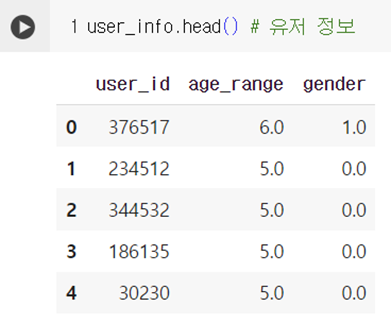 1 user_info.head() # 유저 정보
user_id age_range gender
0 376517 6.0 1.0
1 234512 5.0 0.0
2 344532 5.0 0.0
3 186135 5.0 0.0
4 30230 5.0 0.0